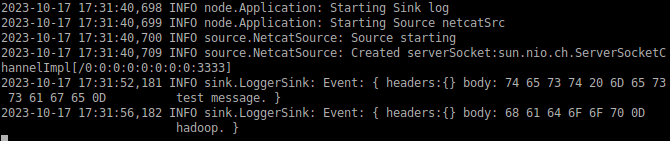 2023-10-17 17:31:40,698 INFO node.Application: Starting Sink log
2023-10-17 17:31:40,699 INFO node.Application: Starting Source netcatSrc
2023-10-17 17:31:40,700 INFO source.NetcatSource: Source starting
2023-10-17 17:31:40,709 INFO source.NetcatSource: Created serverSocket:sun.nio.ch.ServerSocketC
hannelImpl[/0:0:0:0:0:0:0:0:3333]
2023-10-17 17:31:52,181 INFO sink.LoggerSink: Event: { headers:{} body: 74 65 73 74 20 6D 65 73
 73 61 67 65 0D          test message. }
2023-10-17 17:31:56,182 INFO sink.LoggerSink: Event: { headers:{} body: 68 61 64 6F 6F 70 0D
                         hadoop. }